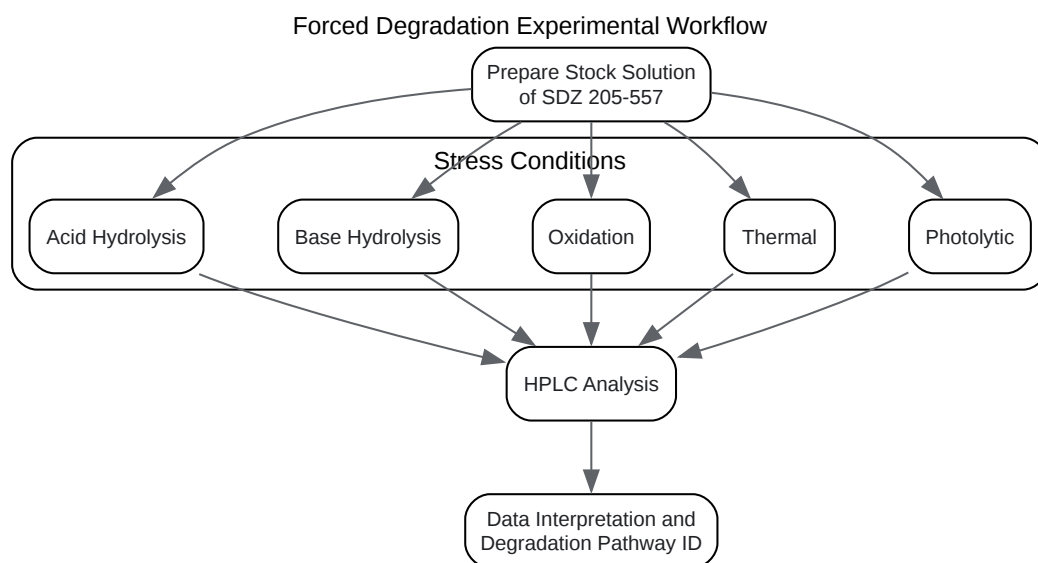 Forced Degradation Experimental Workflow
Prepare Stock Solution
of SDZ 205-557
Stress Conditions
Acid Hydrolysis
Base Hydrolysis
Oxidation
Thermal
Photolytic
HPLC Analysis
Data Interpretation and
Degradation Pathway ID